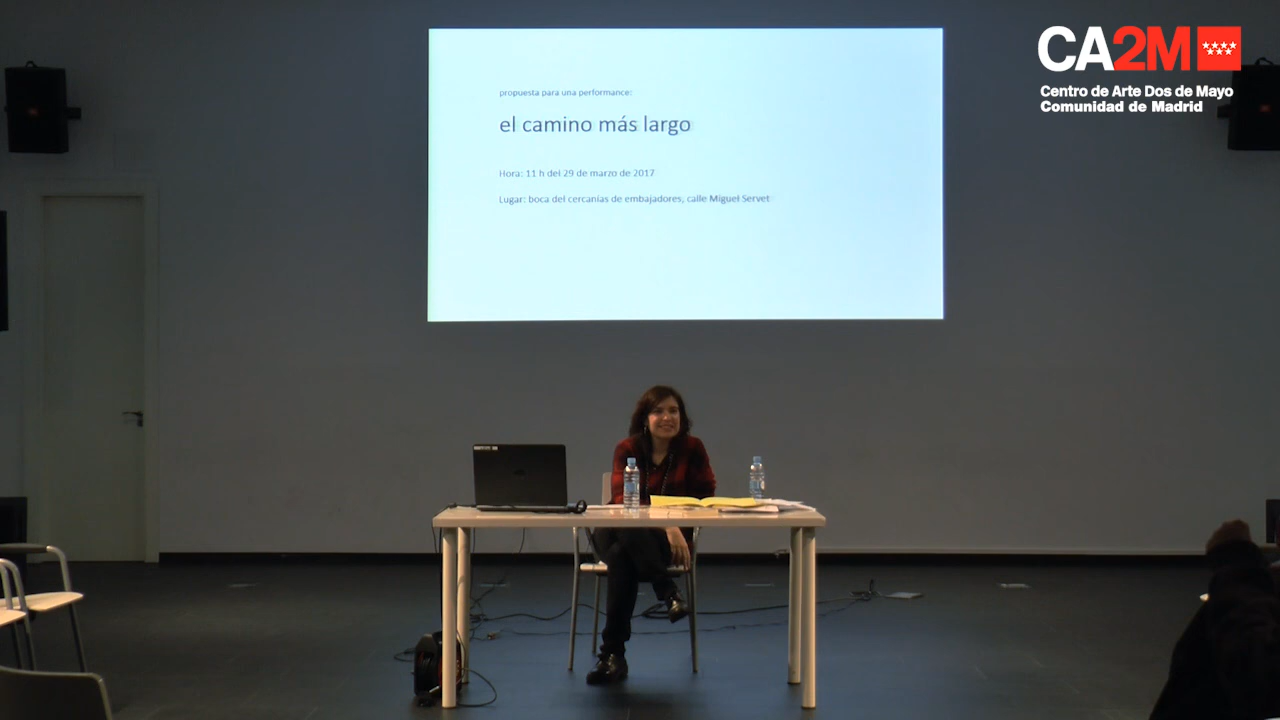 propuesta para una performance:
el camino más largo
Hora: 11 h del 29 de marzo de 2017
Lugar: boca del cercanías de embajadores, calle Miguel Servet
CA2M
Centro de Arte Dos de Mayo
Comunidad de Madrid